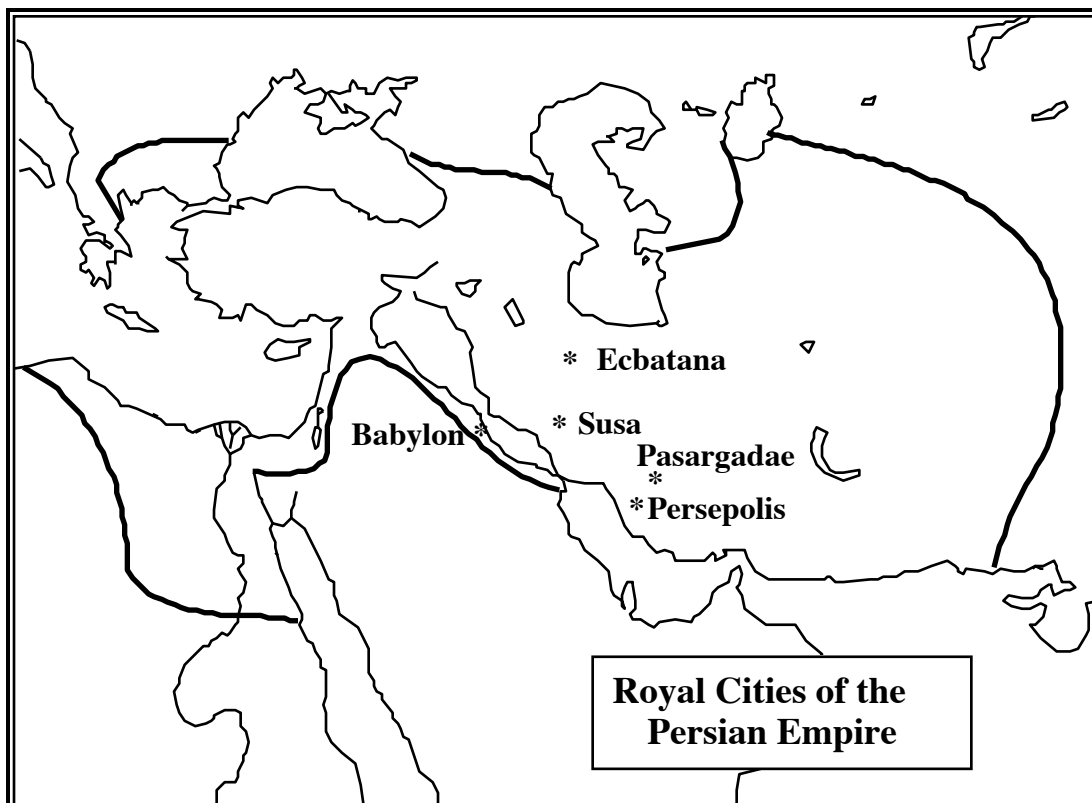 * Ecbatana
* Susa
Babylon *
Pasargadae
*
* Persepolis
Royal Cities of the
Persian Empire